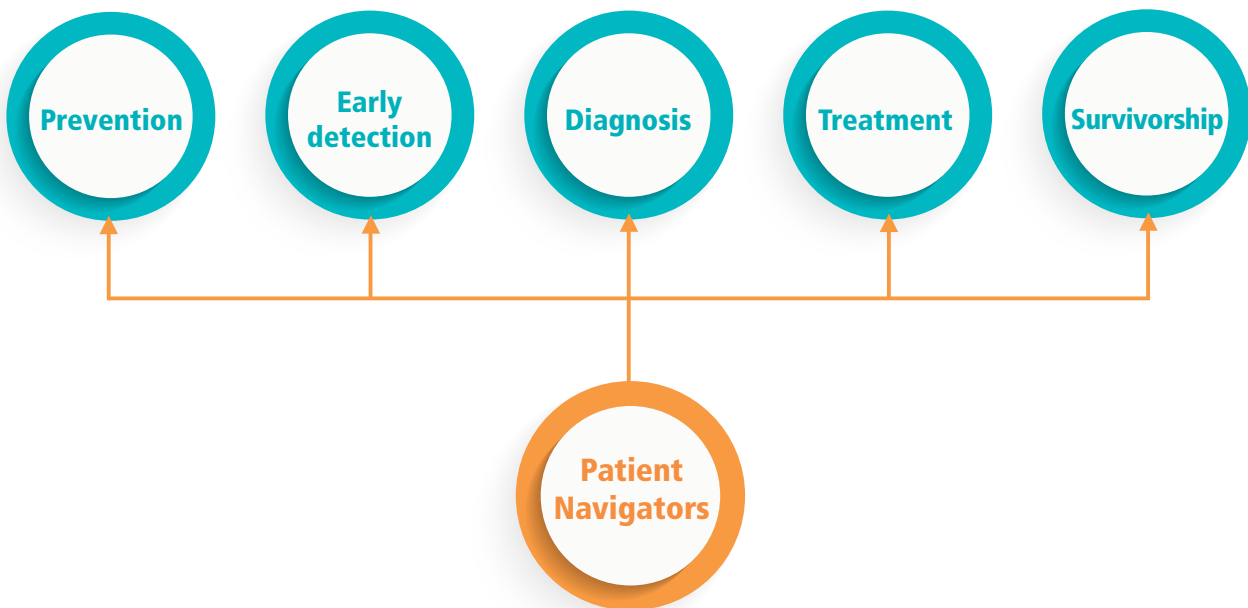 Prevention
Early
detection
Diagnosis
Treatment
Survivorship
Patient
Navigators